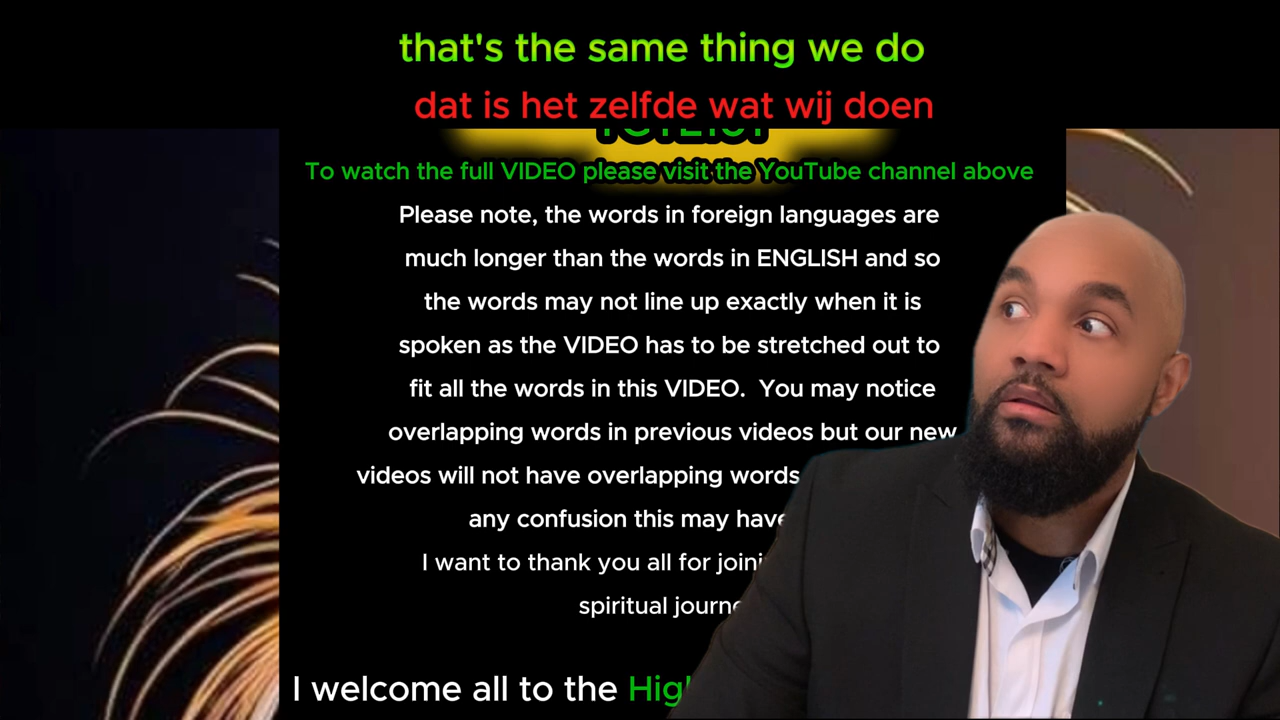 that's the same thing we do
dat is het zelfde wat wij doen
To watch the full VIDEO please visit the YouTube channel above
Please note, the words in foreign languages are
much longer than the words in ENGLISH and so
the words may not line up exactly when it is
spoken as the VIDEO has to be stretched out to
fit all the words in this VIDEO. You may notice
overlapping words in previous videos but our new
videos will not have overlapping words
any confusion this may have
I want to thank you all for
spiritual
I welcome all to the